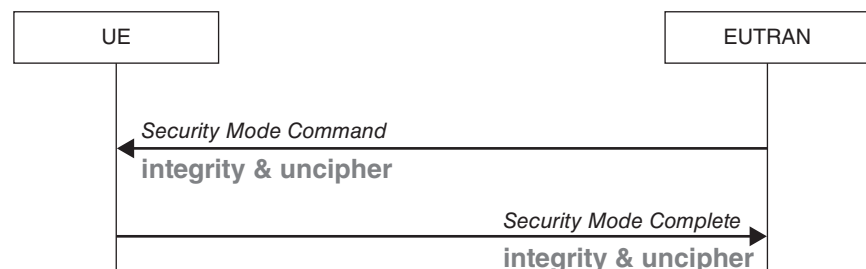 UE
EUTRAN
Security Mode Command
integrity & uncipher
Security Mode Complete
integrity & uncipher